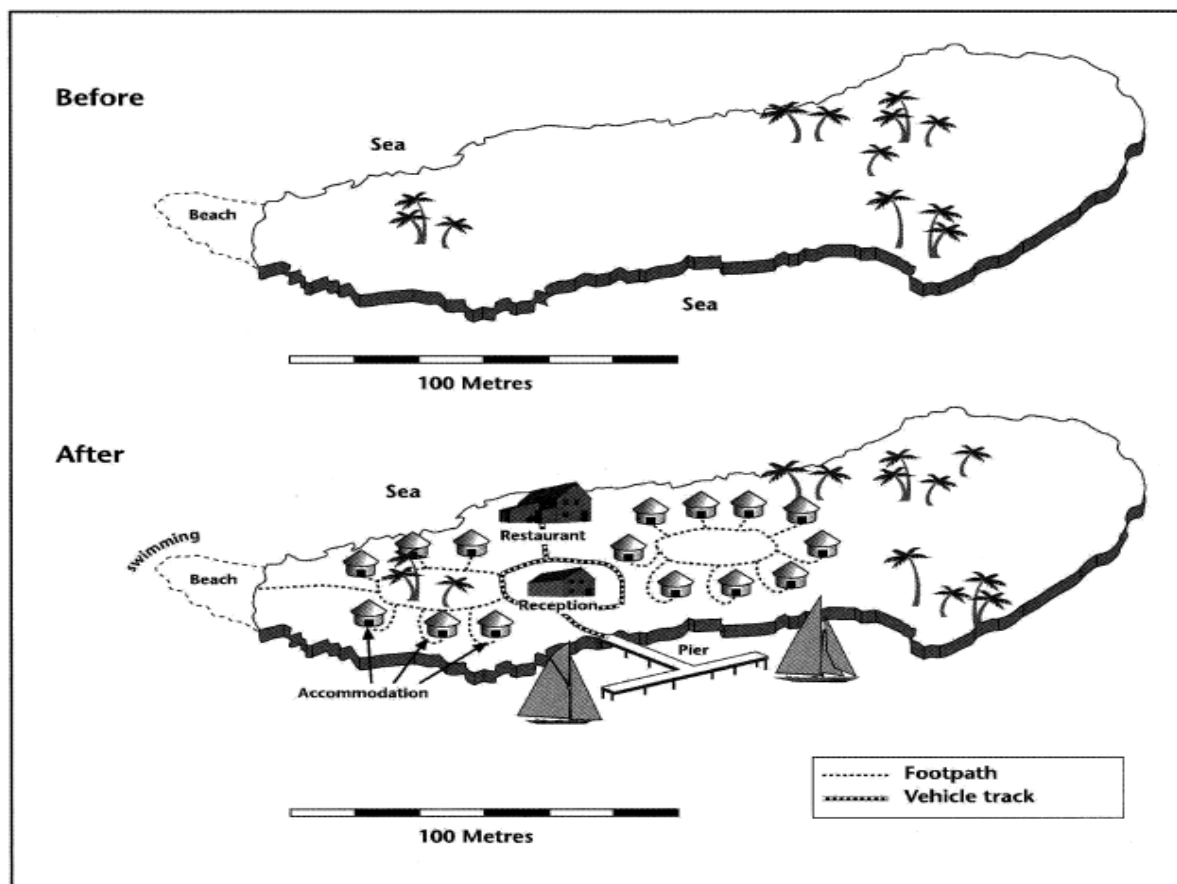 Before
Sea
Beach
Sea
100 Metres
After
Sea
swimming
Restaurant
Beach
Reception
Pier
Accommodation
Footpath
Vehicle track
100 Metres